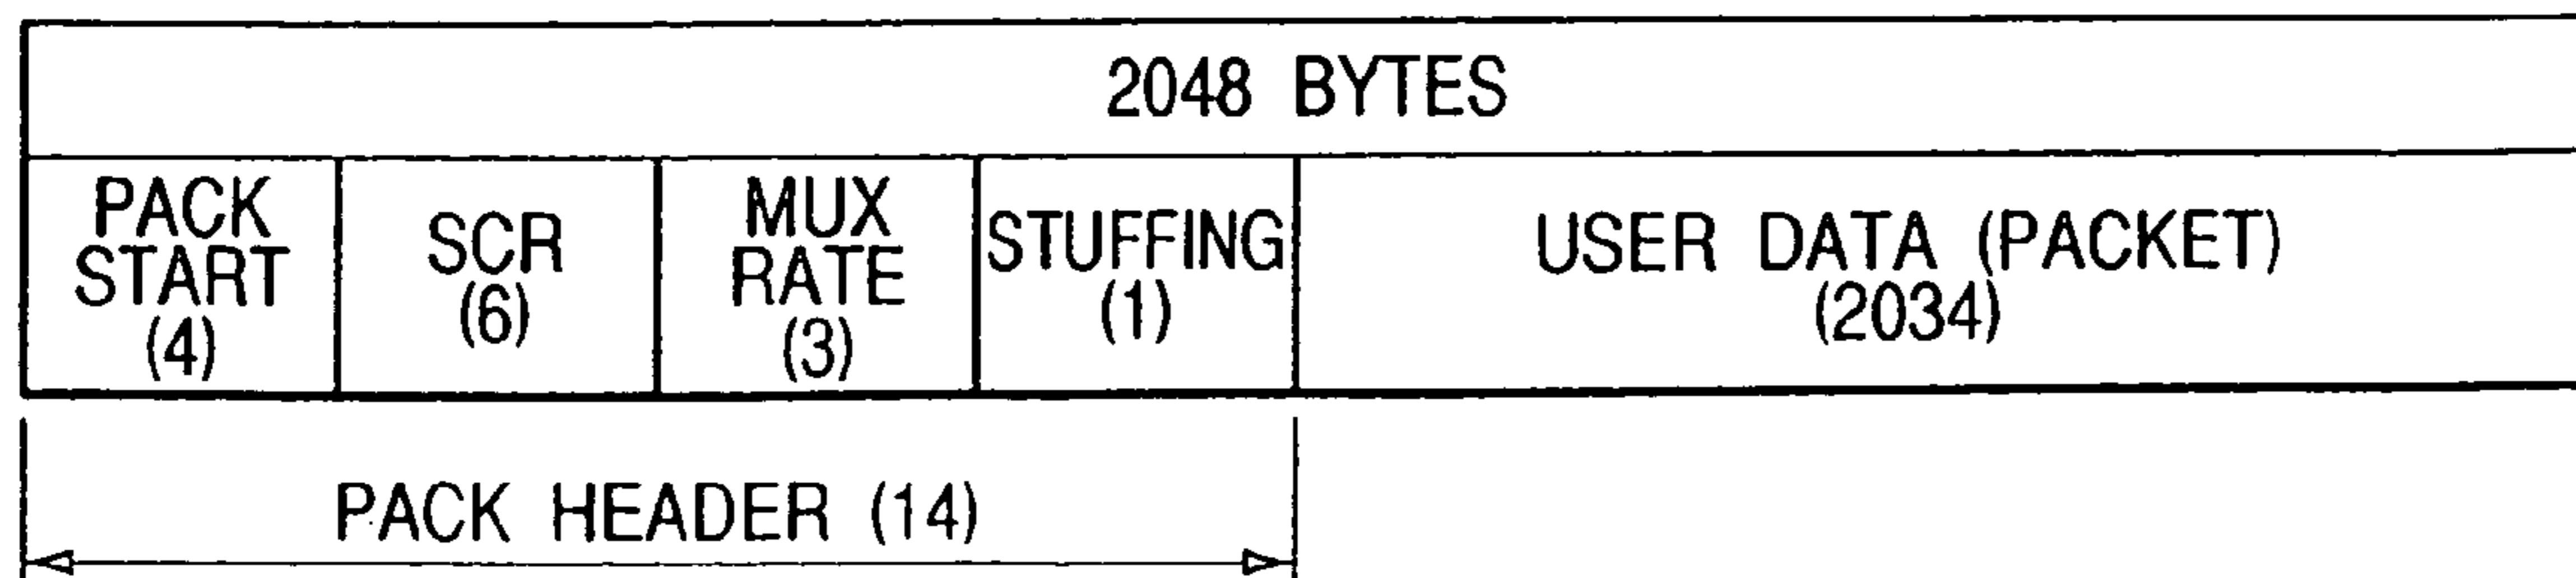 2048 BYTES
PACK
START
(4)
SCR
(6)
MUX
RATE
(3)
STUFFING
(1)
USER DATA (PACKET)
(2034)
PACK HEADER (14)